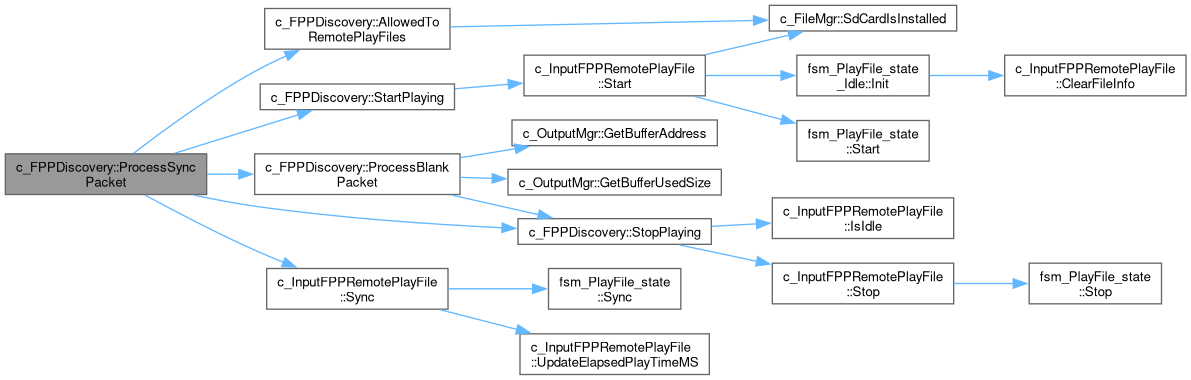 c_FPPDiscovery::ProcessSync
Packet
c_FPPDiscovery::AllowedTo
RemotePlayFiles
c_FileMgr::SdCardIsInstalled
c_FPPDiscovery::StartPlaying
c_InputFPPRemotePlayFile
::Start
fsm_PlayFile_state
_Idle::Init
c_InputFPPRemotePlayFile
::ClearFileInfo
fsm_PlayFile_state
::Start
c_FPPDiscovery::ProcessBlank
Packet
c_OutputMgr::GetBufferAddress
c_OutputMgr::GetBufferUsedSize
c_FPPDiscovery::StopPlaying
c_InputFPPRemotePlayFile
::IsIdle
c_InputFPPRemotePlayFile
::Stop
fsm_PlayFile_state
::Stop
c_InputFPPRemotePlayFile
::Sync
fsm_PlayFile_state
::Sync
c_InputFPPRemotePlayFile
::UpdateElapsedPlayTimeMS